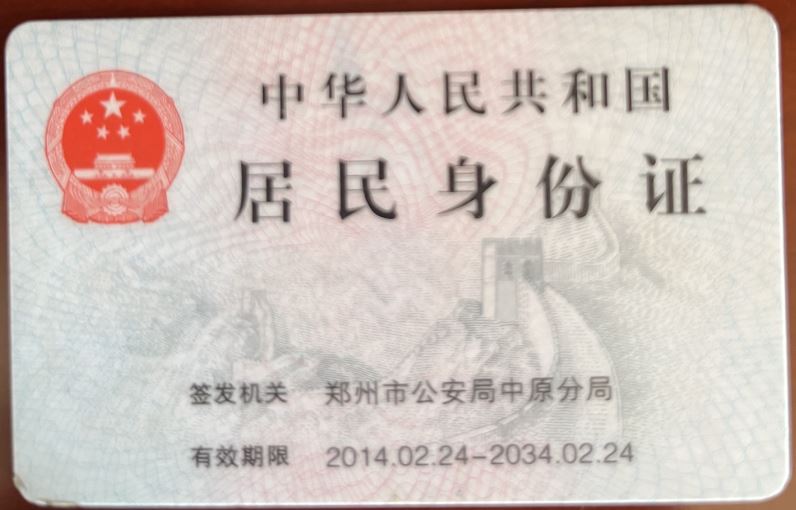 中华人民共和国
居民身份证
签发机关 郑州市公安局中原分局
有效期限 2014.02.24-2034.02.24